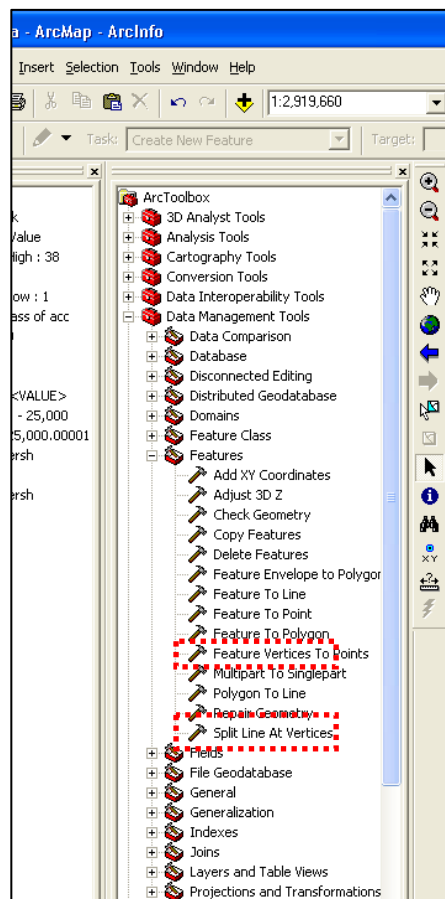 a - ArcMap - ArcInfo
Insert Selection Tools Window Help
1:2,919,660
Task: Create New Feature Target:
ArcToolbox
3D Analyst Tools
k
Analysis Tools
Value
Cartography Tools
High : 38
Conversion Tools
Data Interoperability Tools
ow : 1
Data Management Tools
ass of acc
Data Comparison
Database
Disconnected Editing
<VALUE>
Distributed Geodatabase
- 25,000
Domains
25,000.00001
Feature Class
ersh
Features
Add XY Coordinates
ersh
Adjust 3D Z
Check Geometry
Copy Features
Delete Features
Feature Envelope to Polygon
Feature To Line
Feature To Point
Feature To Polygon
Feature Vertices To Points
Multipart To Singlepart
Polygon To Line
Repair Geometry
Split Line At Vertices
Fields
File Geodatabase
General
Generalization
Indexes
Joins
Layers and Table Views
Projections and Transformations
XY